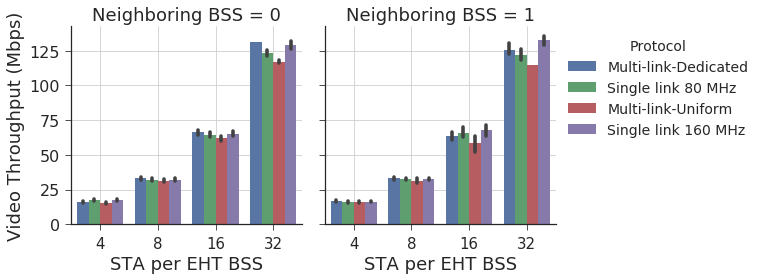 Neighboring BSS = 0
Neighboring BSS = 1
Video Throughput (Mbps)
125
100
75
50
25
0
4 8 16 32
4 8 16 32
STA per EHT BSS
STA per EHT BSS
Protocol
Multi-link-Dedicated
Single link 80 MHz
Multi-link-Uniform
Single link 160 MHz